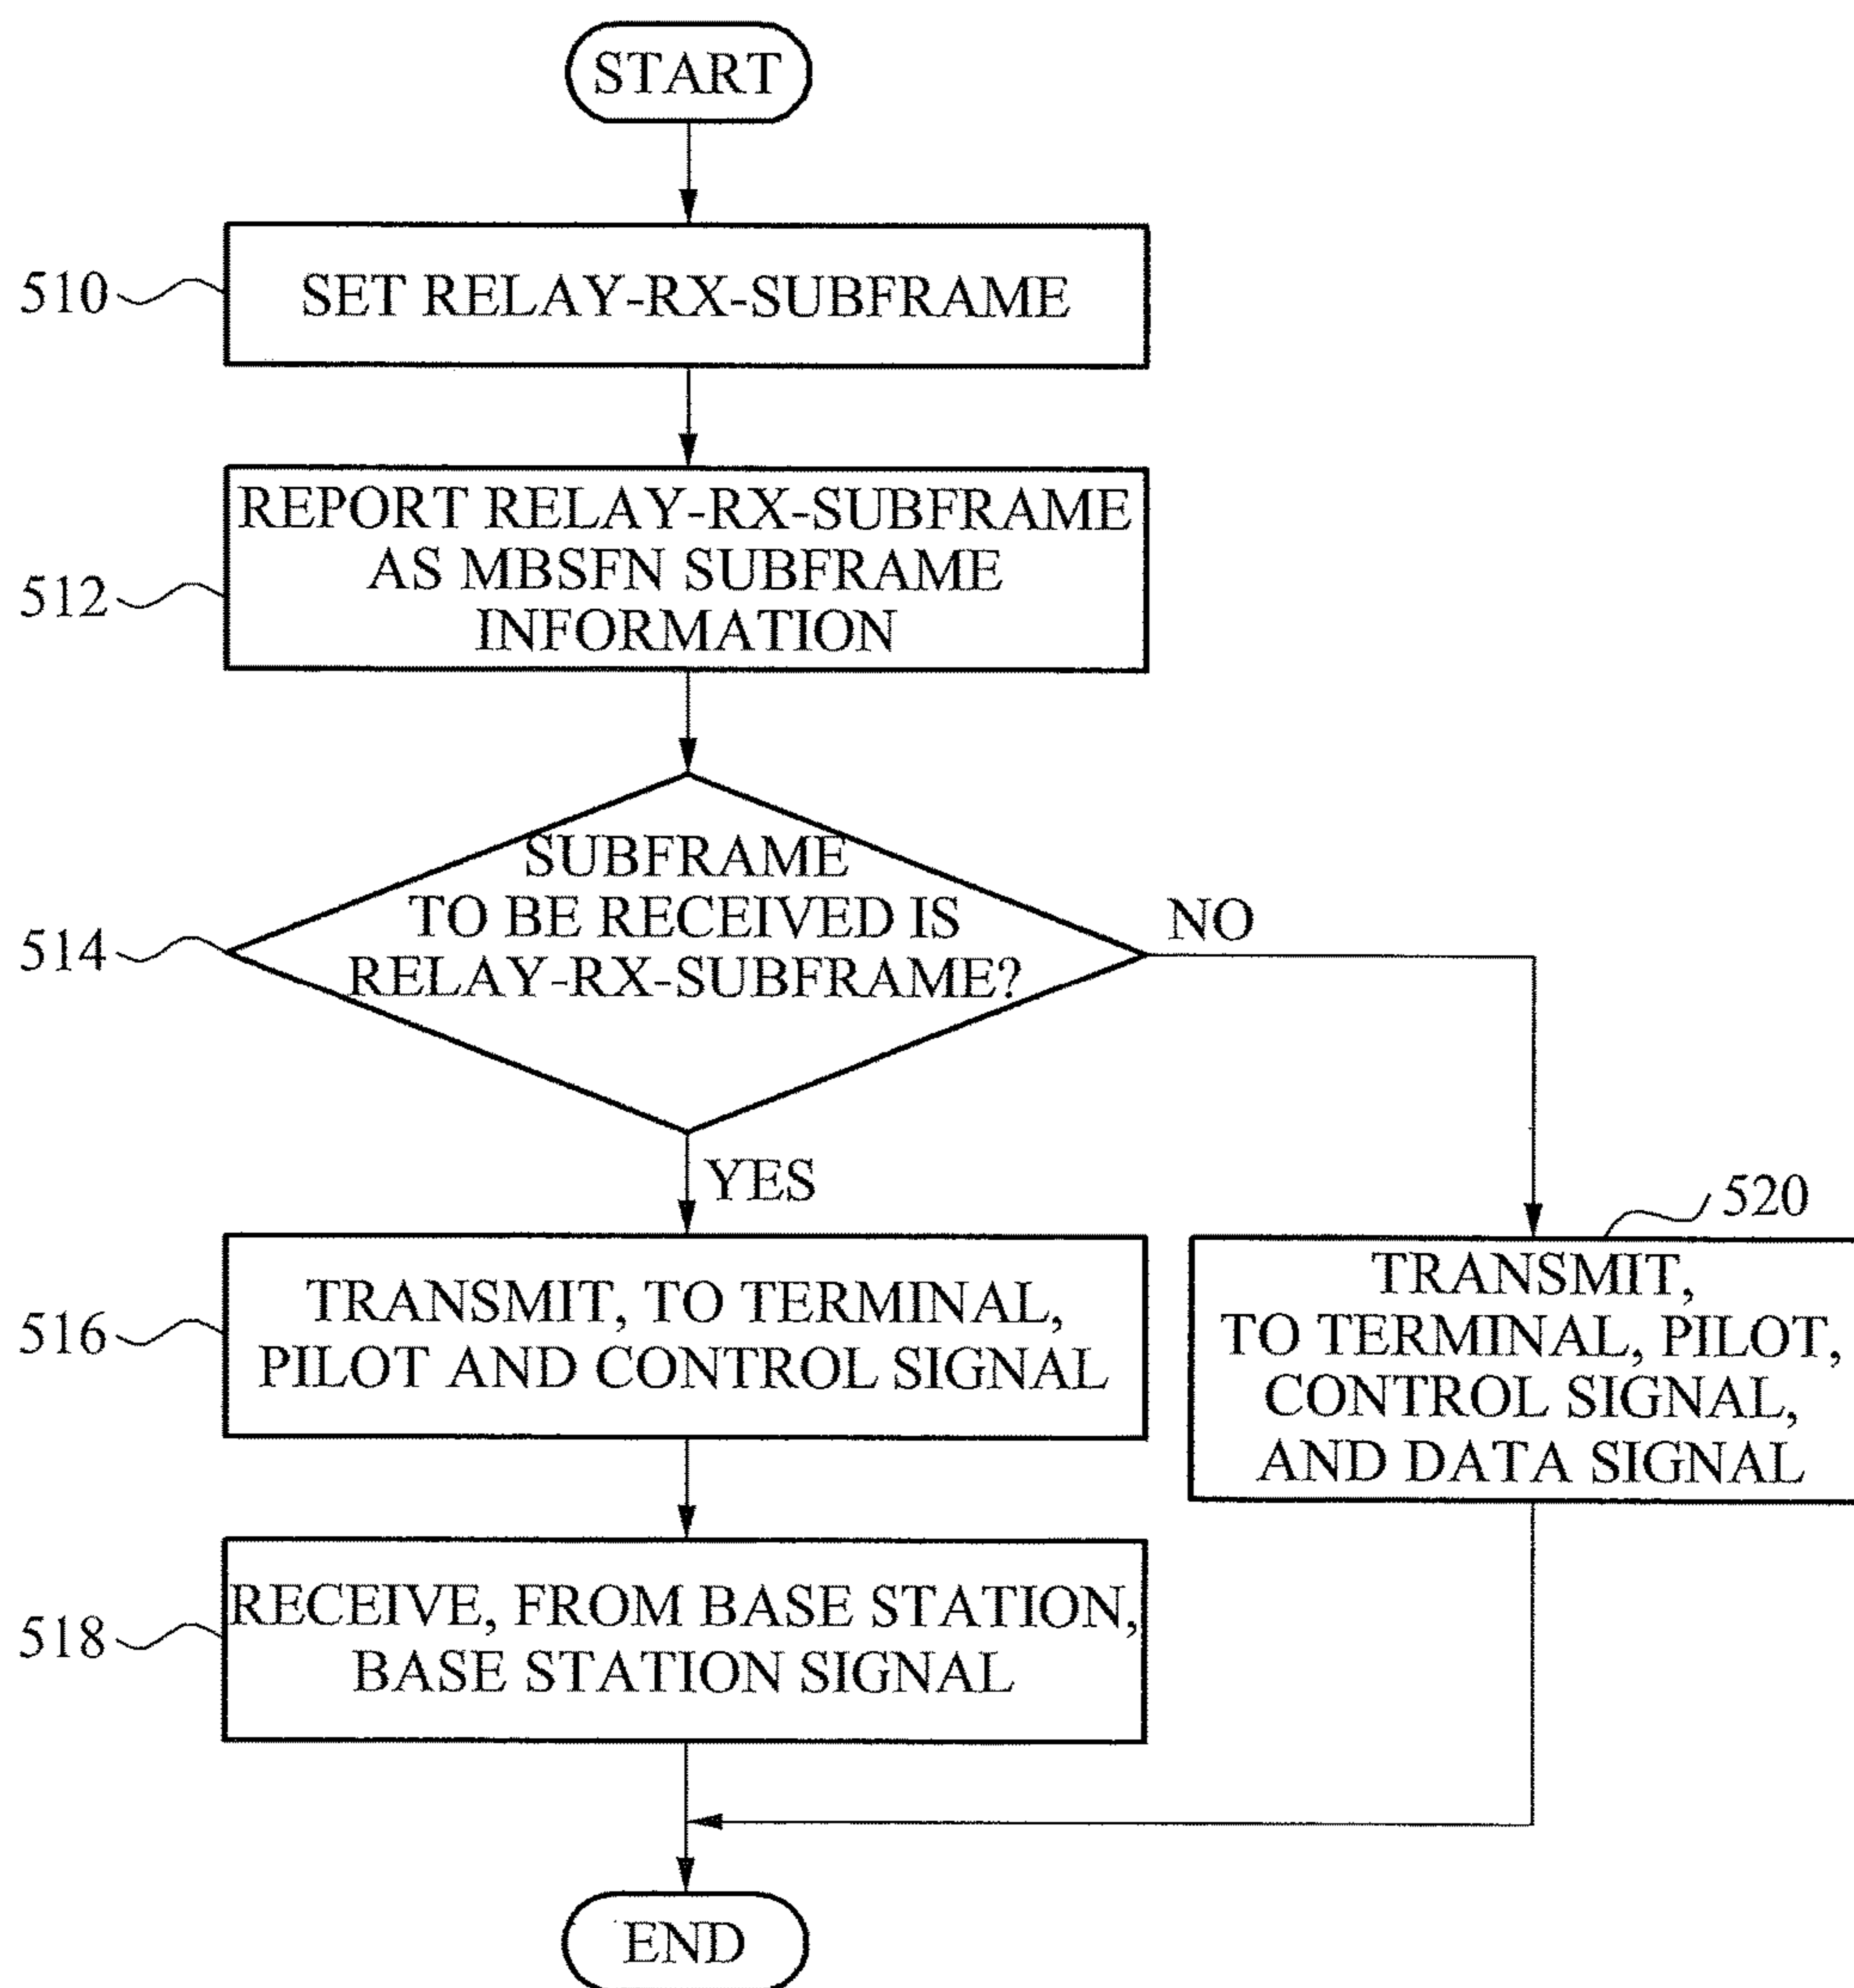 START
510
SET RELAY-RX-SUBFRAME
512
REPORT RELAY-RX-SUBFRAME
AS MBSFN SUBFRAME
INFORMATION
514
SUBFRAME
TO BE RECEIVED IS
RELAY-RX-SUBFRAME?
NO
YES
516
TRANSMIT, TO TERMINAL,
PILOT AND CONTROL SIGNAL
520
TRANSMIT,
TO TERMINAL, PILOT,
CONTROL SIGNAL,
AND DATA SIGNAL
518
RECEIVE, FROM BASE STATION,
BASE STATION SIGNAL
END